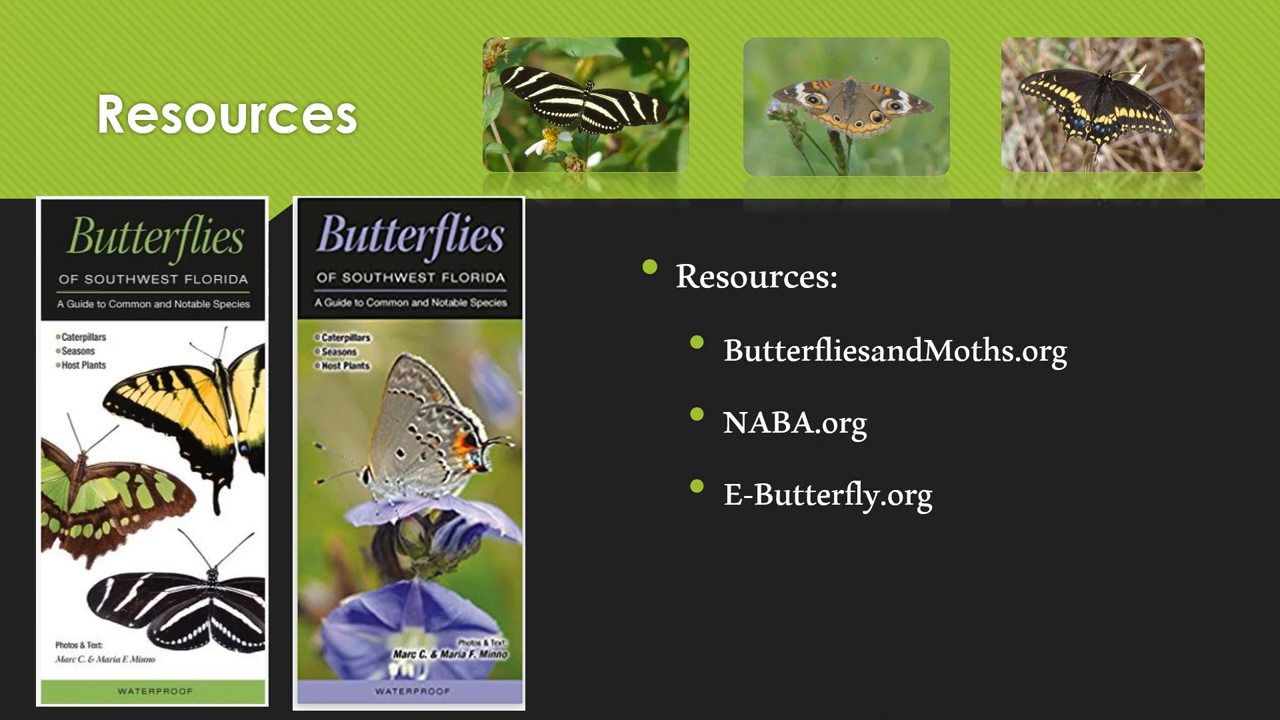 Resources
Butterflies
OF SOUTHWEST FLORIDA
A Guide to Common and Notable Species
Caterpillars
Seasons
Host Plants
Photos & Text:
Marc C. & Maria F. Minno
WATERPROOF
Butterflies
OF SOUTHWEST FLORIDA
A Guide to Common and Notable Species
Caterpillars
Seasons
Host Plants
Photos & Text:
Marc C. & Maria F. Minno
WATERPROOF
• Resources:
• ButterfliesandMoths.org
• NABA.org
• E-Butterfly.org